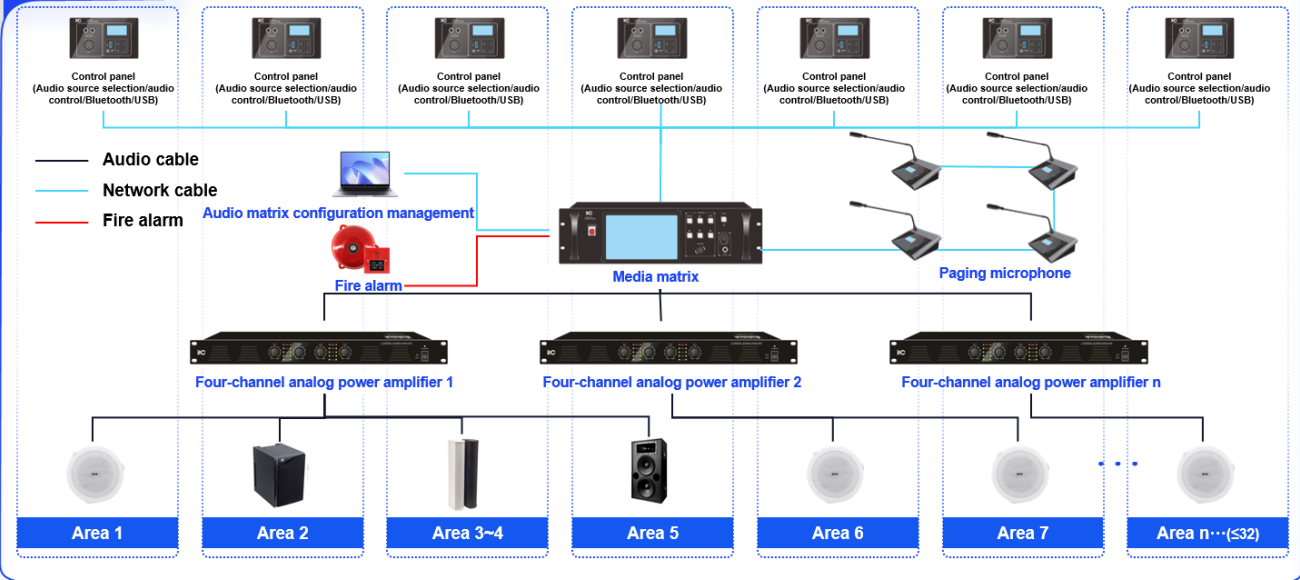 Control panel
(Audio source selection/audio
control/Bluetooth/USB)
Control panel
(Audio source selection/audio
control/Bluetooth/USB)
Control panel
(Audio source selection/audio
control/Bluetooth/USB)
Control panel
(Audio source selection/audio
control/Bluetooth/USB)
Control panel
(Audio source selection/audio
control/Bluetooth/USB)
Control panel
(Audio source selection/audio
control/Bluetooth/USB)
Control panel
(Audio source selection/audio
control/Bluetooth/USB)
Audio cable
Network cable
Fire alarm
Audio matrix configuration management
Fire alarm
Media matrix
Paging microphone
Four-channel analog power amplifier 1
Four-channel analog power amplifier 2
Four-channel analog power amplifier n
Area 1
Area 2
Area 3~4
Area 5
Area 6
Area 7
Area n···(≤32)